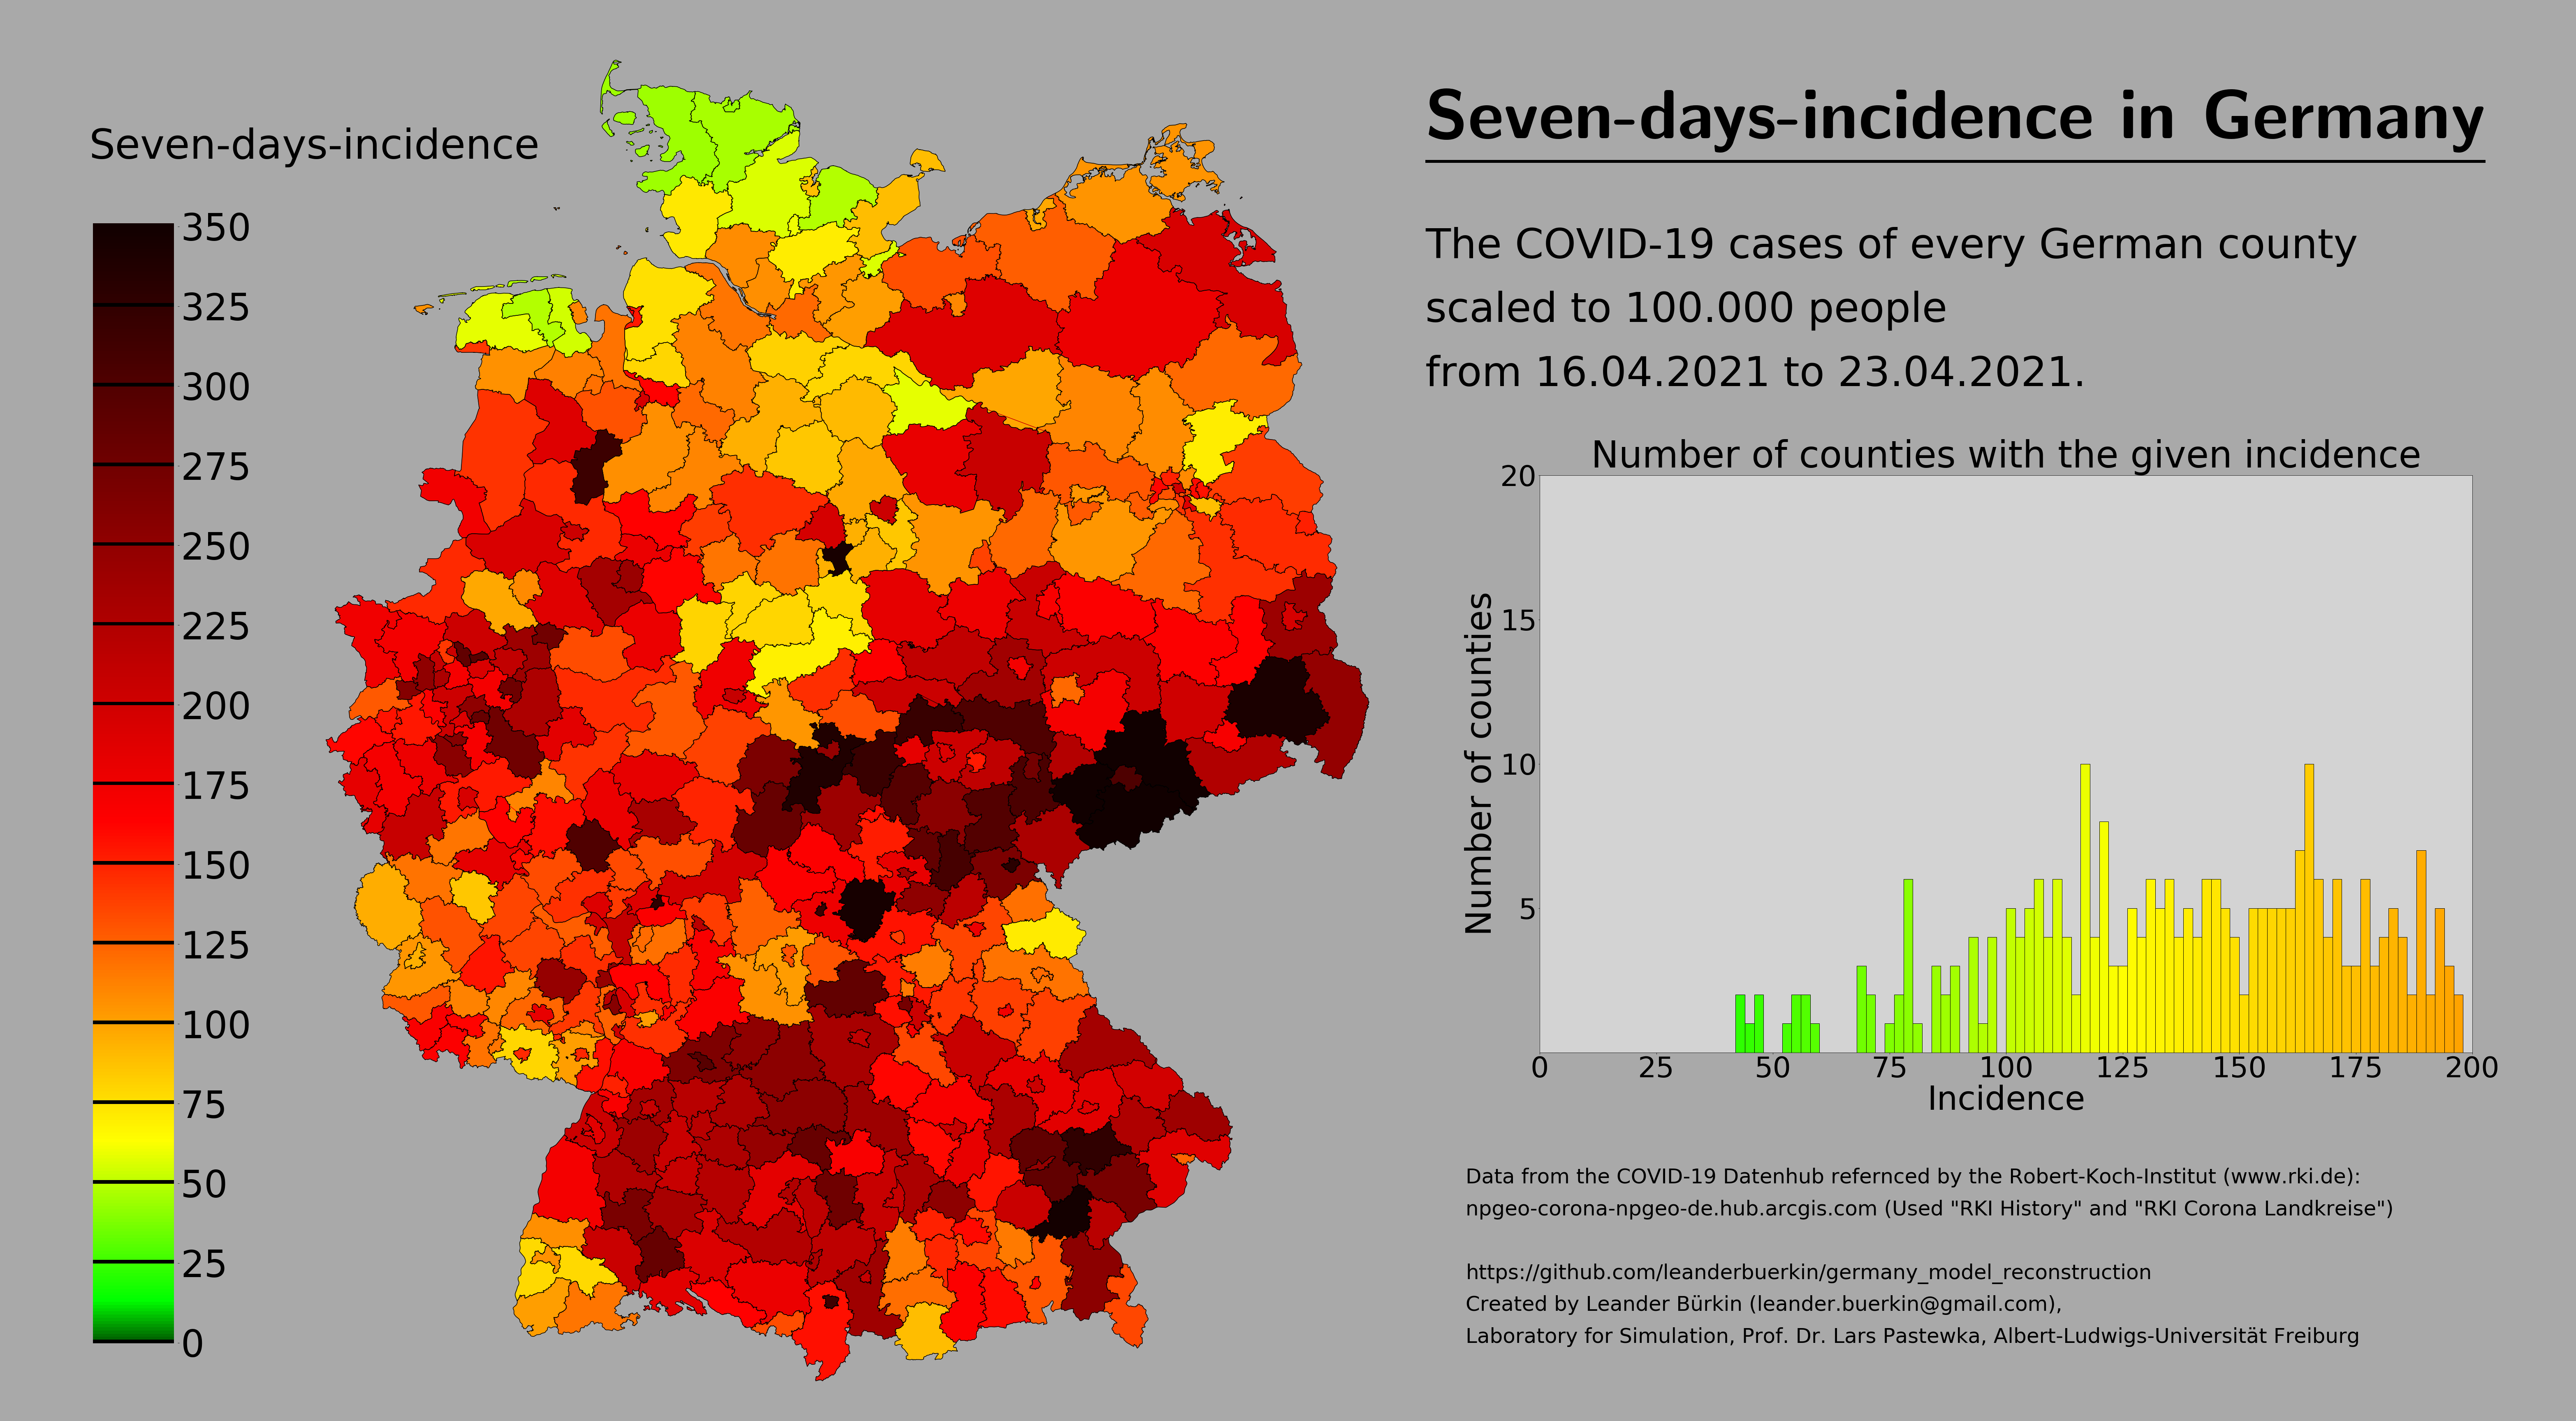 Seven-days-incidence in Germany
Seven-days-incidence
350
325
300
275
250
225
200
175
150
125
100
75
50
25
0
The COVID-19 cases of every German county
scaled to 100.000 people
from 16.04.2021 to 23.04.2021.
Number of counties with the given incidence
Number of counties
20
15
10
5
0 25 50 75 100 125 150 175 200
Incidence
Data from the COVID-19 Datenhub refernced by the Robert-Koch-Institut (www.rki.de):
npgeo-corona-npgeo-de.hub.arcgis.com (Used "RKI History" and "RKI Corona Landkreise")
https://github.com/leanderbuerkin/germany_model_reconstruction
Created by Leander Bürkin (leander.buerkin@gmail.com),
Laboratory for Simulation, Prof. Dr. Lars Pastewka, Albert-Ludwigs-Universität Freiburg